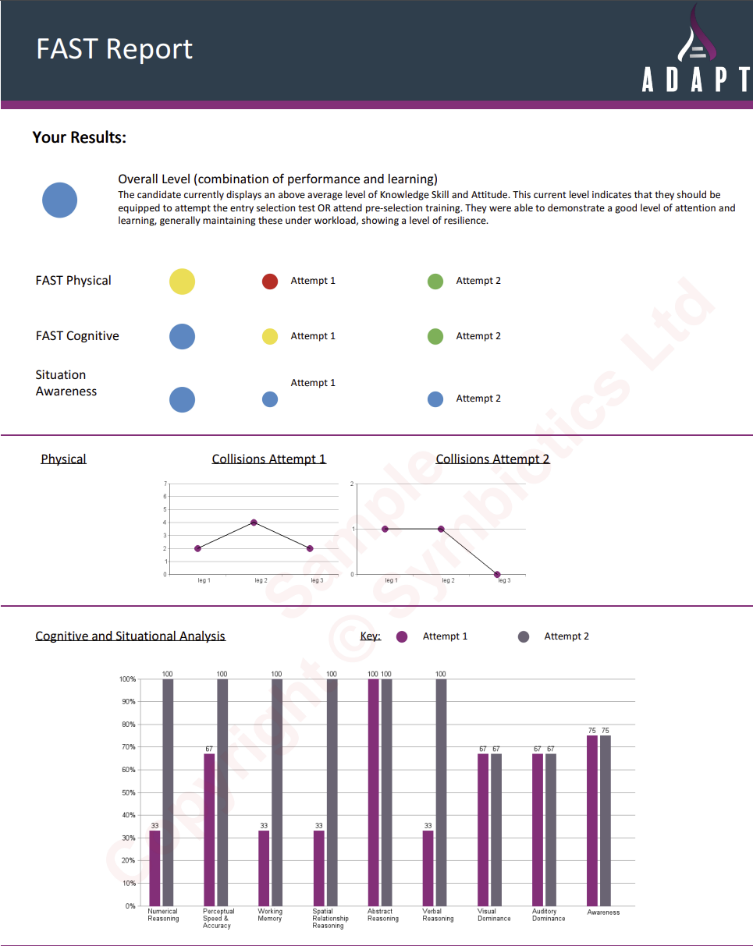 FAST Report
ADAPT
Your Results:
Overall Level (combination of performance and learning)
The candidate currently displays an above average level of Knowledge Skill and Attitude. This current level indicates that they should be
equipped to attempt the entry selection test OR attend pre-selection training. They were able to demonstrate a good level of attention and
learning, generally maintaining these under workload, showing a level of resilience.
FAST Physical
Attempt 1
Attempt 2
FAST Cognitive
Attempt 1
Attempt 2
Situation
Awareness
Attempt 1
Attempt 2
Physical
Collisions Attempt 1
Collisions Attempt 2
7
6
5
4
3
2
1
0
leg 1
leg 2
leg 3
2
1
0
leg 1
leg 2
leg 3
Cognitive and Situational Analysis
Key:
Attempt 1
Attempt 2
100%
90%
80%
70%
60%
50%
40%
30%
20%
10%
0%
33
100
67
100
33
100
33
100
100
100
33
100
67
67
67
67
75
75
Numerical
Reasoning
Perceptual
Speed &
Accuracy
Working
Memory
Spatial
Relationship
Reasoning
Abstract
Reasoning
Verbal
Reasoning
Visual
Dominance
Auditory
Dominance
Awareness
Sample
Copyright © Symbiotics Ltd